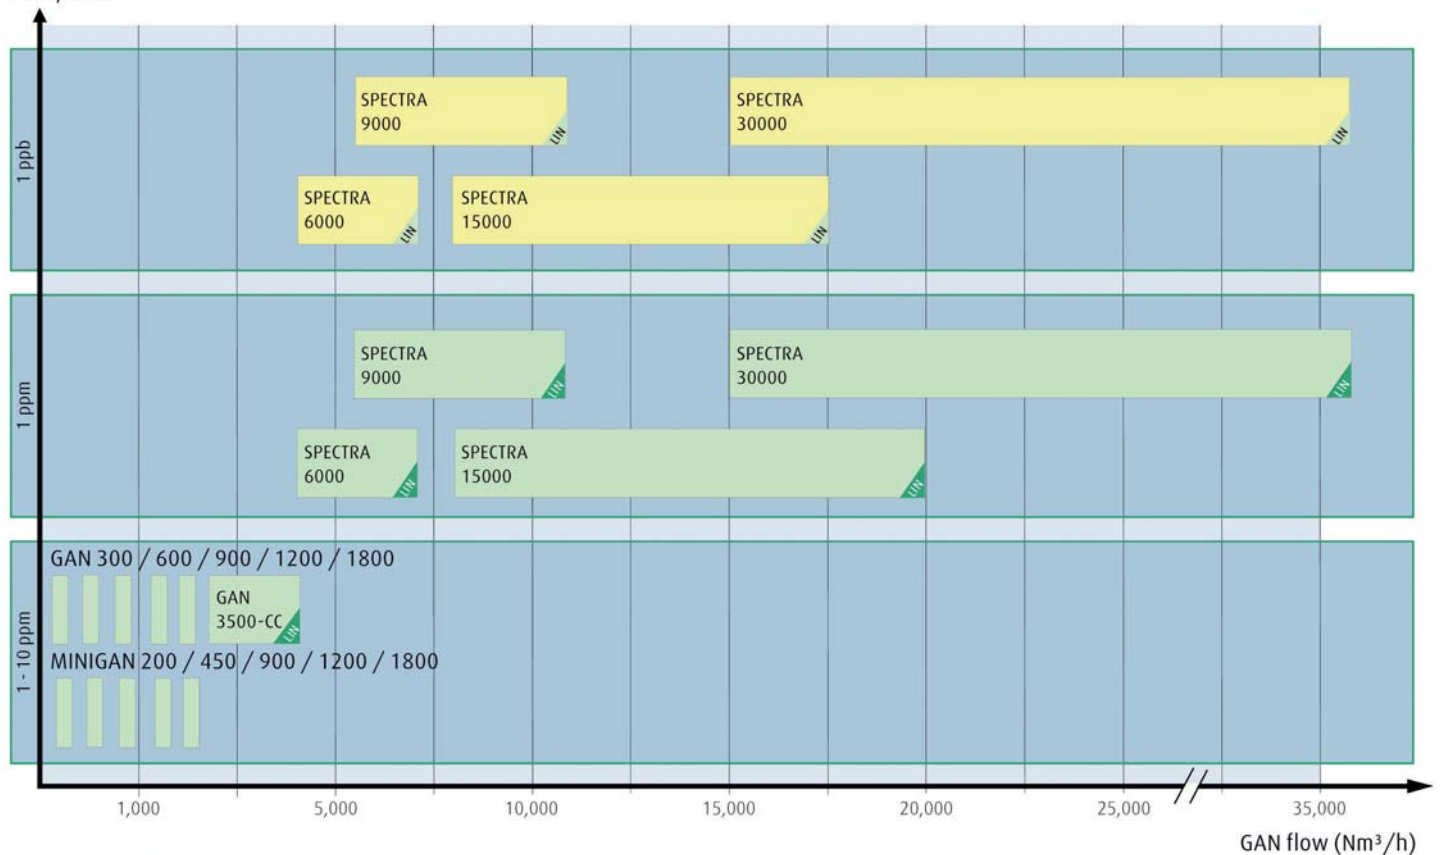 1 ppb
SPECTRA
9000
LIN
SPECTRA
30000
LIN
SPECTRA
6000
LIN
SPECTRA
15000
LIN
1 ppm
SPECTRA
9000
LIN
SPECTRA
30000
LIN
SPECTRA
6000
LIN
SPECTRA
15000
LIN
1 - 10 ppm
GAN 300 / 600 / 900 / 1200 / 1800
GAN
3500-CC
LIN
MINIGAN 200 / 450 / 900 / 1200 / 1800
1,000 5,000 10,000 15,000 20,000 25,000 35,000
GAN flow (Nm³/h)